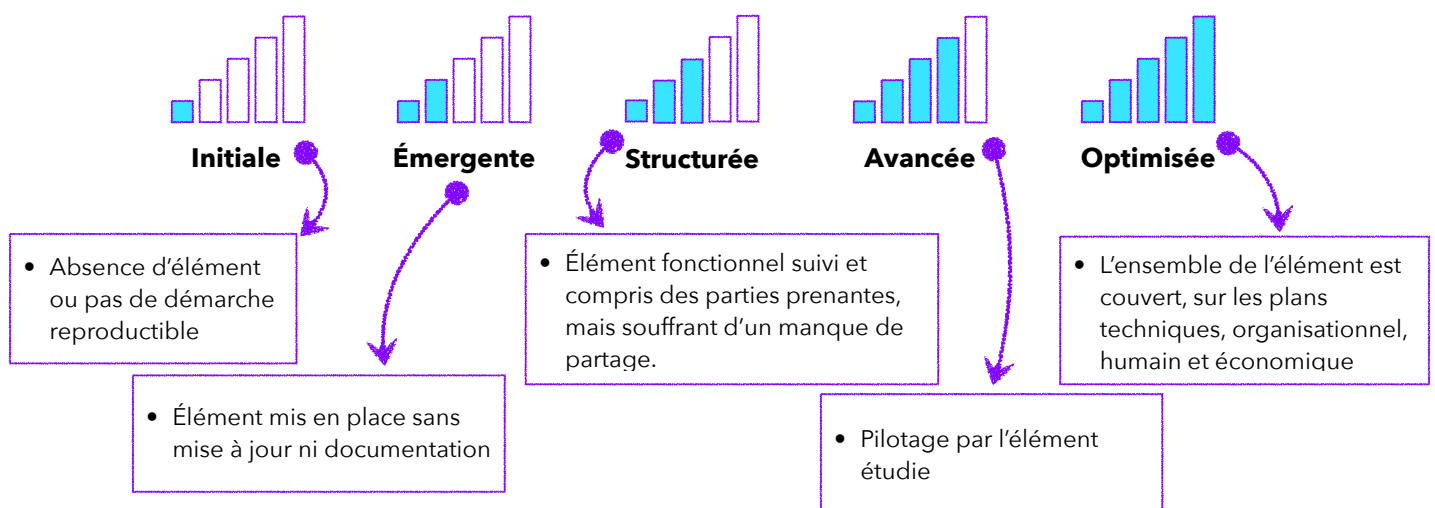 Initiale
Émergente
Structurée
Avancée
Optimisée
• Absence d’élément
ou pas de démarche
reproductible
• Élément mis en place sans
mise à jour ni documentation
• Élément fonctionnel suivi et
compris des parties prenantes,
mais souffrant d’un manque de
partage.
• Pilotage par l’élément
étudie
• L’ensemble de l’élément est
couvert, sur les plans
techniques, organisationnel,
humain et économique